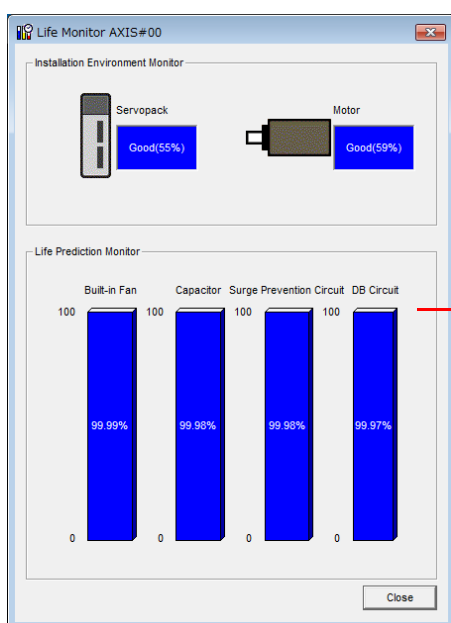 Life Monitor AXIS#00
Installation Environment Monitor
Servopack
Motor
Good(55%)
Good(59%)
Life Prediction Monitor
Built-in Fan Capacitor Surge Prevention Circuit DB Circuit
100 100 100 100
99.99% 99.98% 99.98% 99.97%
0 0 0 0
Close